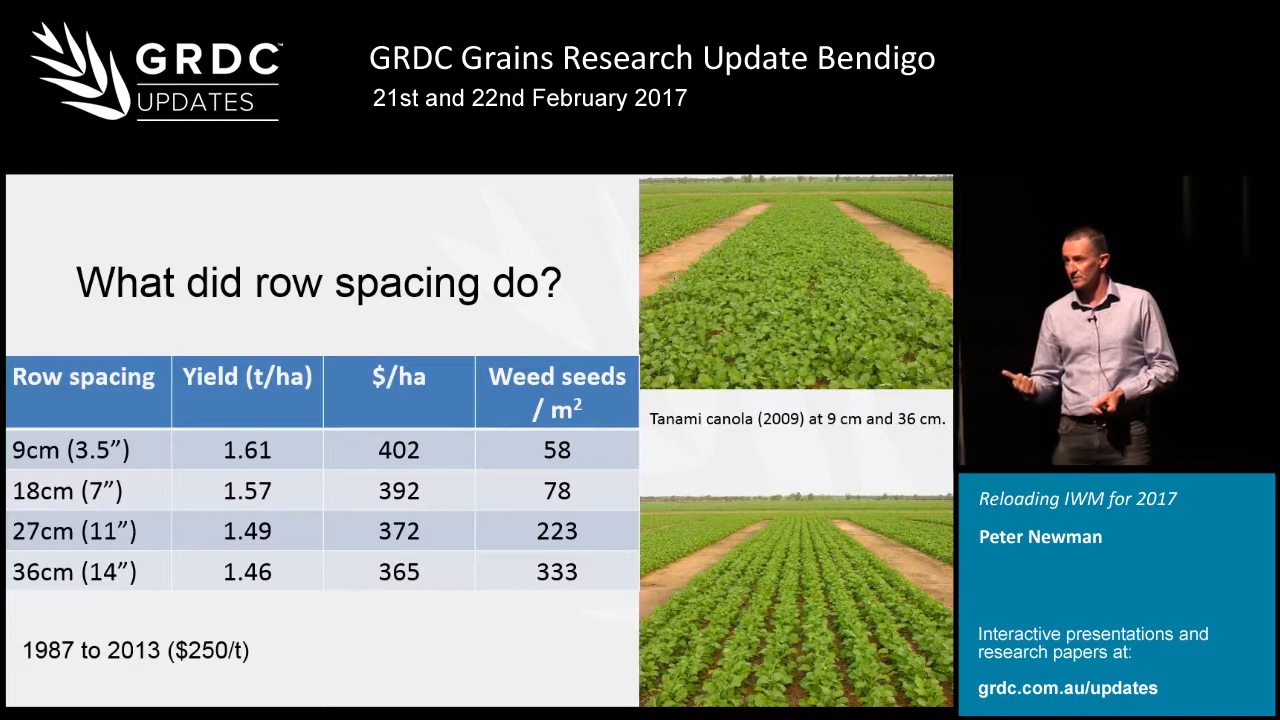 GRDC™
UPDATES
GRDC Grains Research Update Bendigo
21st and 22nd February 2017
What did row spacing do?
Row spacing Yield (t/ha) $/ha Weed seeds / m²
9cm (3.5”) 1.61 402 58
18cm (7”) 1.57 392 78
27cm (11”) 1.49 372 223
36cm (14”) 1.46 365 333
1987 to 2013 ($250/t)
Tanami canola (2009) at 9 cm and 36 cm.
Reloading IWM for 2017
Peter Newman
Interactive presentations and
research papers at:
grdc.com.au/updates